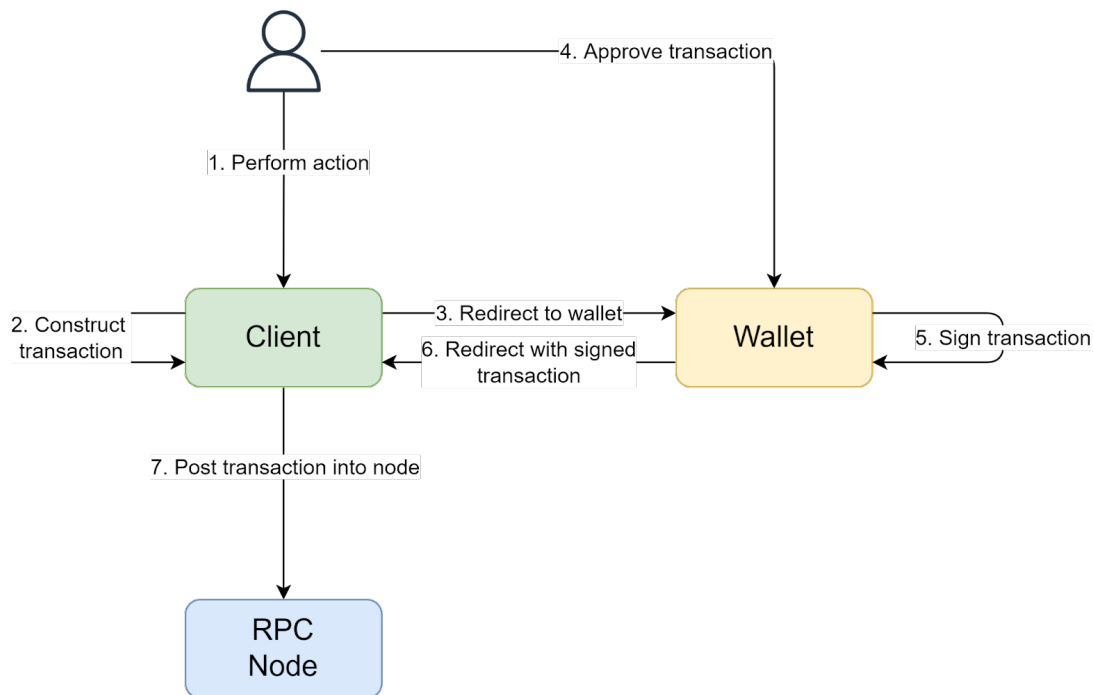 4. Approve transaction
1. Perform action
2. Construct
transaction
Client
3. Redirect to wallet
6. Redirect with signed
transaction
Wallet
5. Sign transaction
7. Post transaction into node
RPC
Node